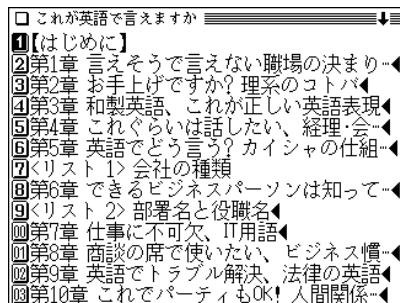 □ これが英語で言えますか
1【はじめに】
2第1章 言えそうで言えない職場の決まり…◀
3第2章 お手上げですか? 理系のコトバ◀
4第3章 和製英語、これが正しい英語表現
5第4章 これぐらいは話したい、経理・会…◀
6第5章 英語でどう言う? カイシャの仕組…◀
7<リスト 1> 会社の種類
8第6章 できるビジネスパーソンは知って…◀
9<リスト 2> 部署名と役職名◀
00第7章 仕事に不可欠、IT用語◀
01第8章 商談の席で使いたい、ビジネス慣…◀
02第9章 英語でトラブル解決、法律の英語◀
03第10章 これでパーティもOK! 人間関係…◀